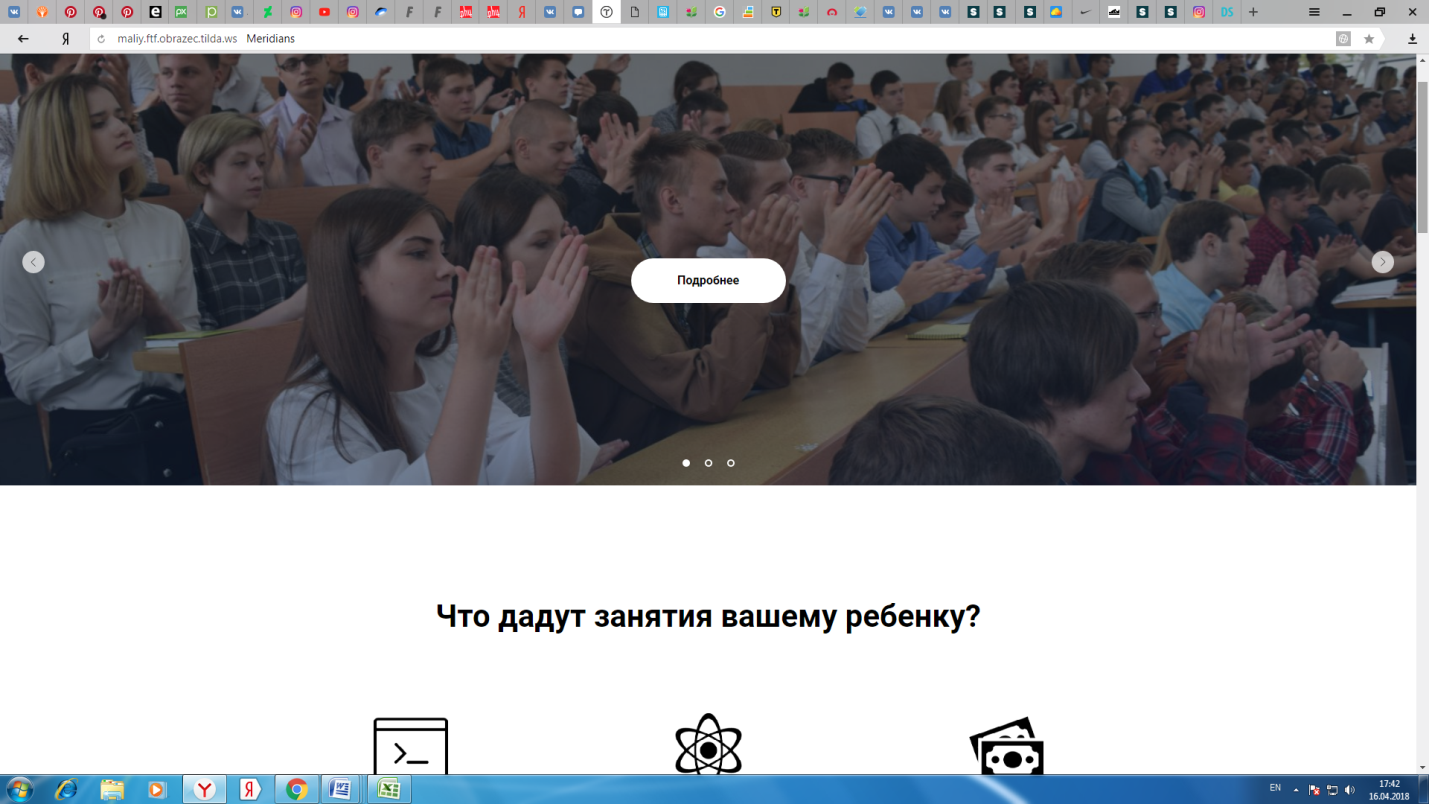 maliy.ftf.obrazec.tilda.ws Meridians
Подробнее
Что дадут занятия вашему ребенку?
EN
17:42
16.04.2018